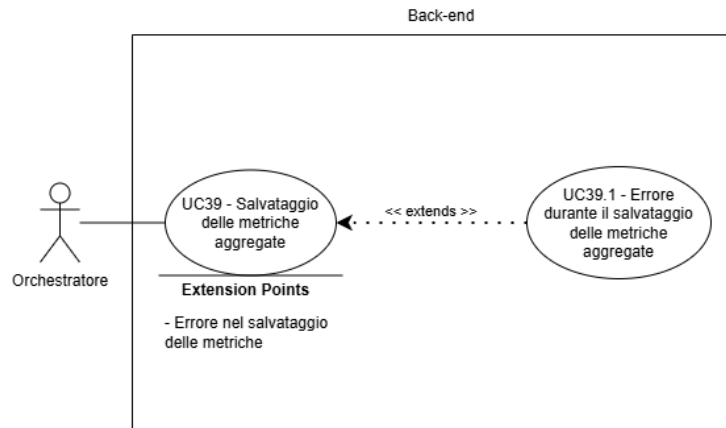 Back-end
UC39 - Salvataggio
delle metriche
aggregate
<< extends >>
UC39.1 - Errore
durante il salvataggio
delle metriche
aggregate
Orchestratore
Extension Points
- Errore nel salvataggio
delle metriche